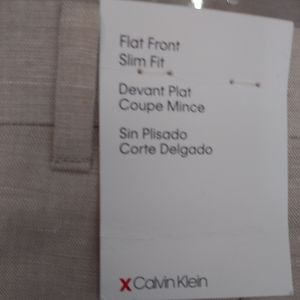 Flat Front
Slim Fit
Devant Plat
Coupe Mince
Sin Plisado
Corte Delgado
X Calvin Klein